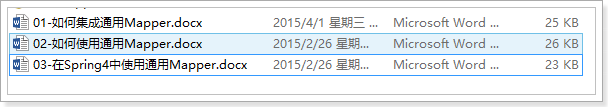 01-如何集成通用Mapper.docx 2015/4/1 星期三 ... Microsoft Word ... 25 KB
02-如何使用通用Mapper.docx 2015/2/26 星期... Microsoft Word ... 26 KB
03-在Spring4中使用通用Mapper.docx 2015/2/26 星期... Microsoft Word ... 23 KB